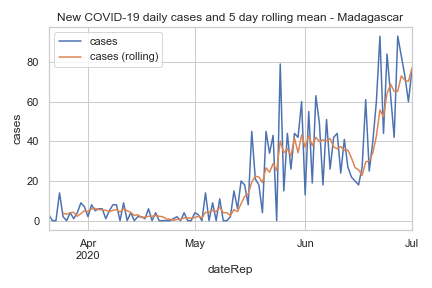 New COVID-19 daily cases and 5 day rolling mean - Madagascar
cases
cases (rolling)
cases
80
60
40
20
0
Apr
2020
May
Jun
Jul
dateRep